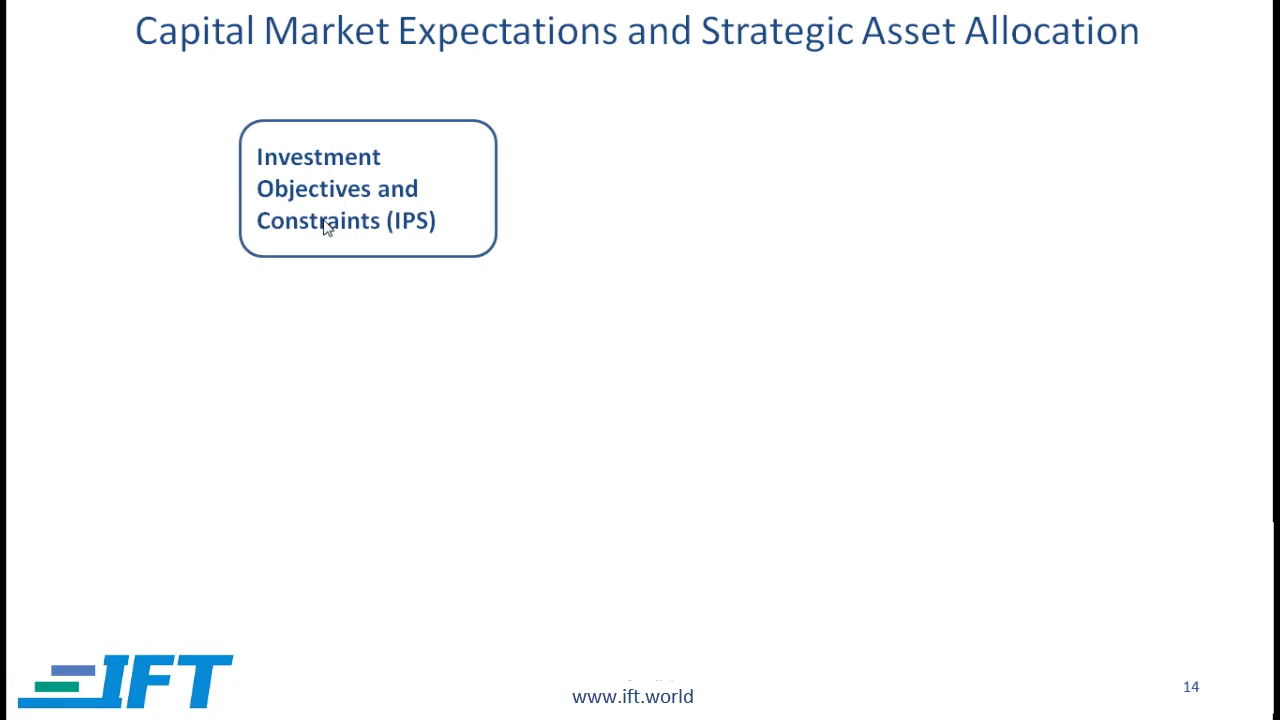 Capital Market Expectations and Strategic Asset Allocation
Investment
Objectives and
Constraints (IPS)
IFT
www.ift.world
14